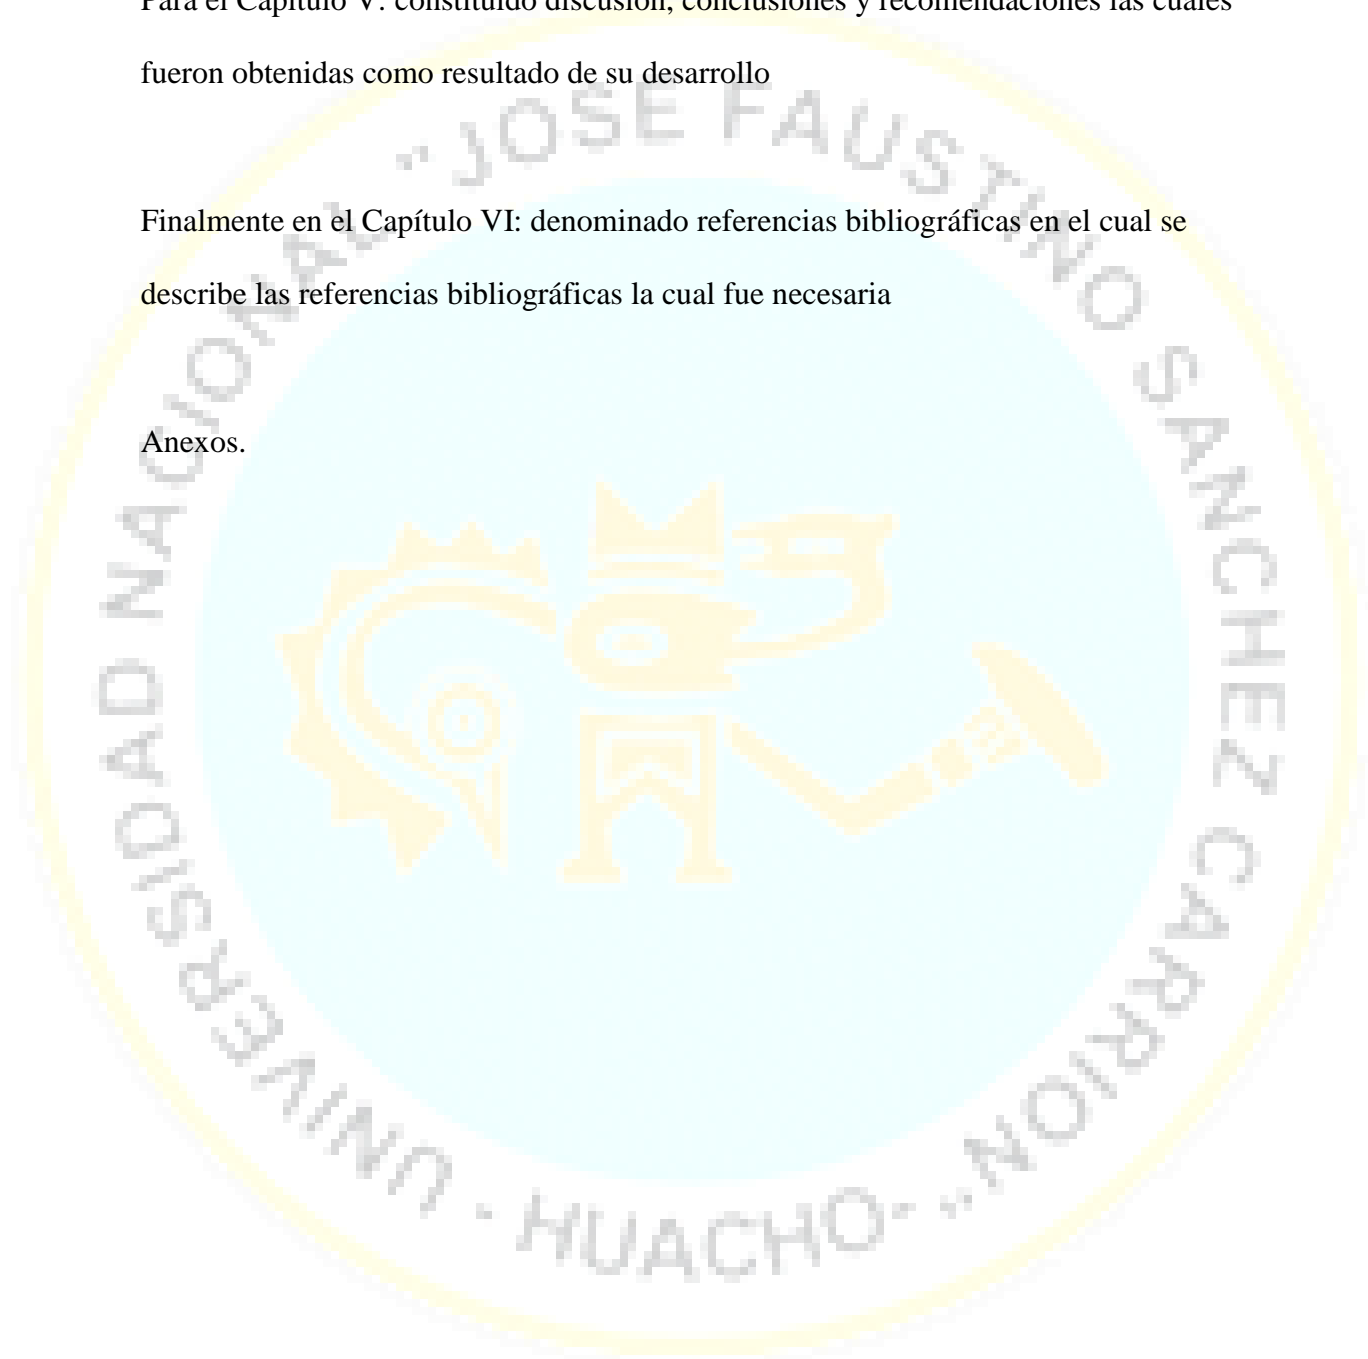 Para el Capítulo V: constituido discusión, conclusiones y recomendaciones las cuales
fueron obtenidas como resultado de su desarrollo
Finalmente en el Capítulo VI: denominado referencias bibliográficas en el cual se
describe las referencias bibliográficas la cual fue necesaria
Anexos.
UNIVERSIDAD NACIONAL "JOSE FAUSTINO SANCHEZ CARRION" - HUACHO -